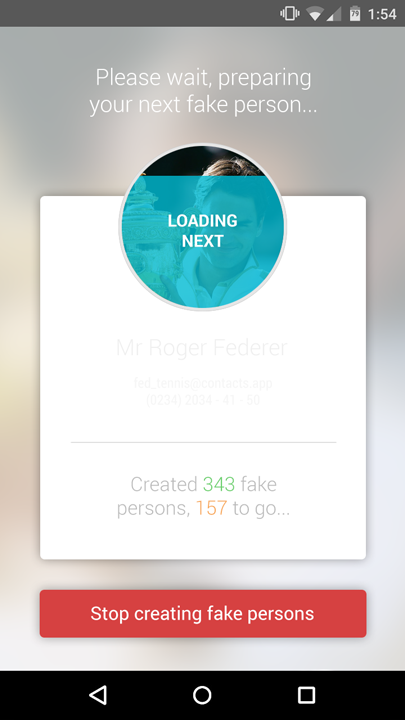 79
1:54
Please wait, preparing
your next fake person...
LOADING
NEXT
Mr Roger Federer
fed_tennis@contacts.app
(0234) 2034 - 41 - 50
Created 343 fake
persons, 157 to go...
Stop creating fake persons